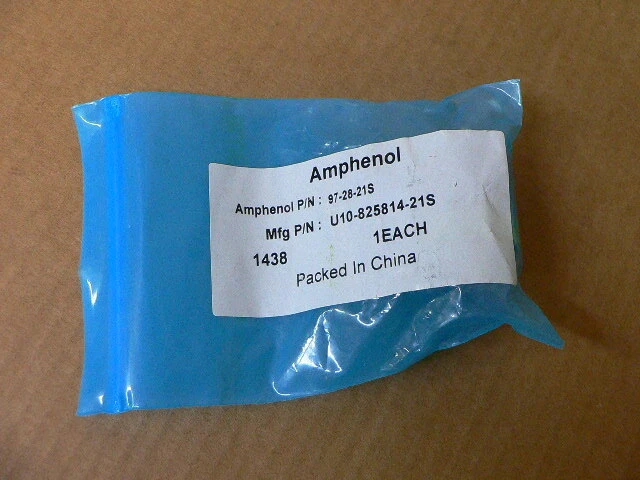 Amphenol
Amphenol P/N : 97-28-21S
Mfg P/N : U10-825814-21S
1438 1EACH
Packed In China